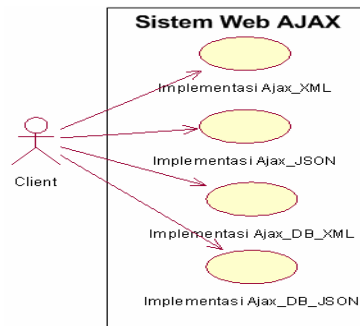 Sistem Web AJAX
Implementasi Ajax_XML
Implementasi Ajax_JSON
Client
Implementasi Ajax_DB_XML
Implementasi Ajax_DB_JSON